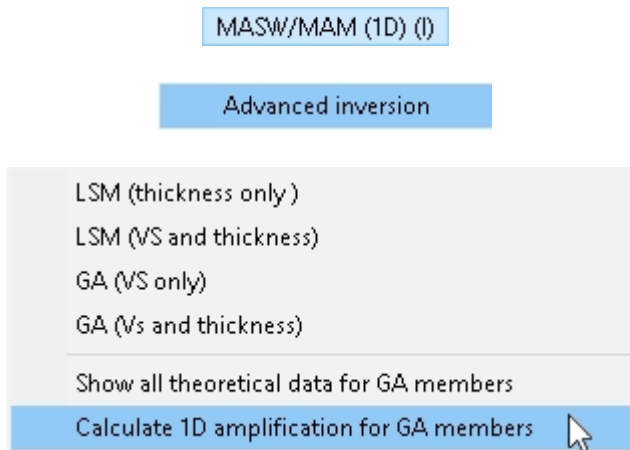 MASW/MAM (1D) (I)
Advanced inversion
LSM (thickness only )
LSM (VS and thickness)
GA (VS only)
GA (Vs and thickness)
Show all theoretical data for GA members
Calculate 1D amplification for GA members